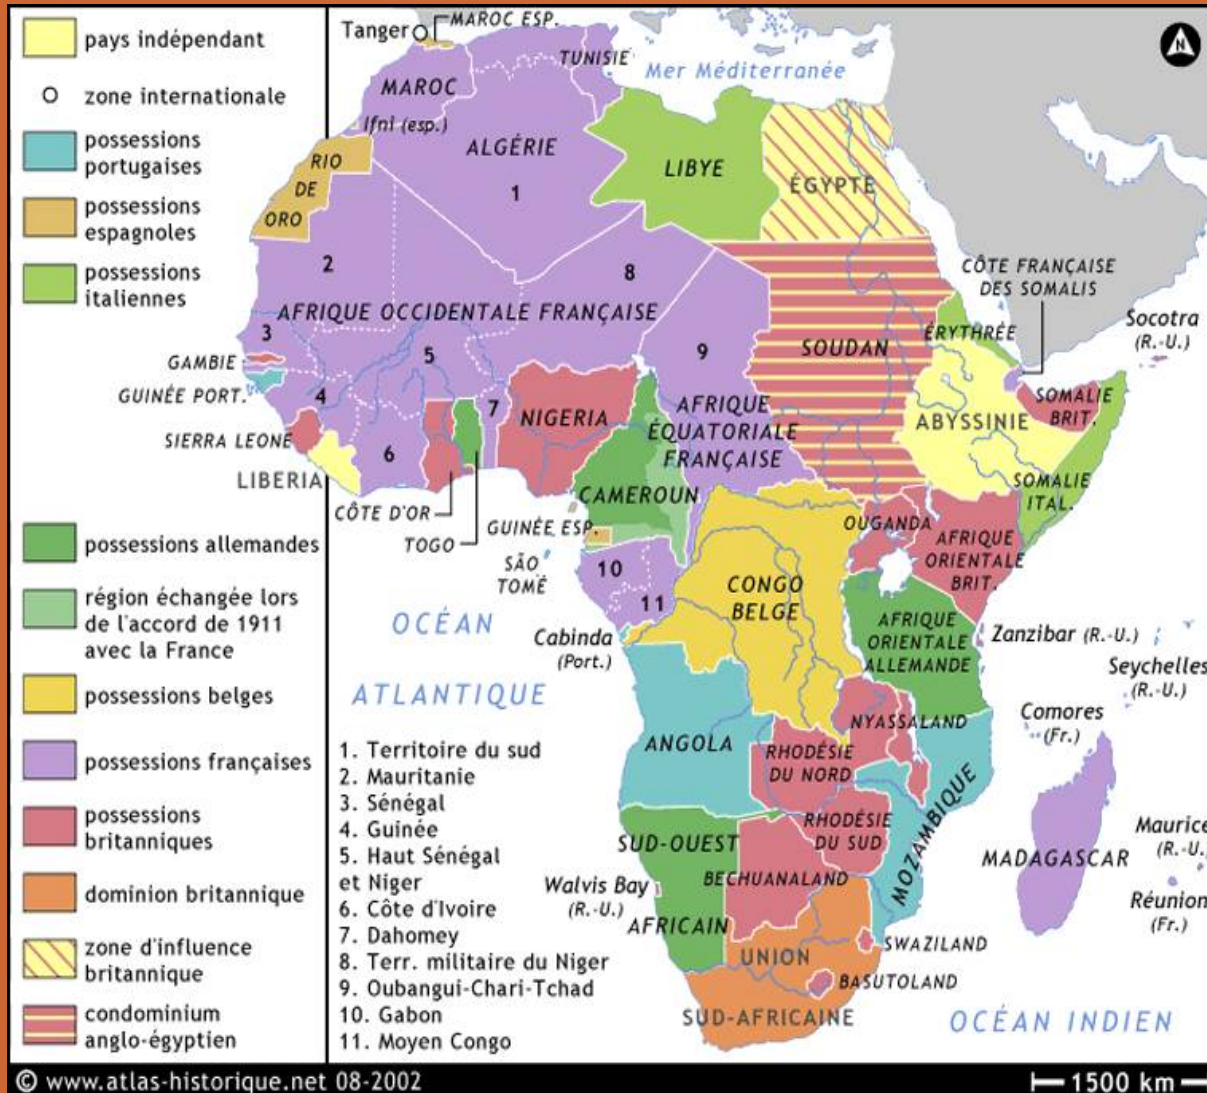 pays indépendant
zone internationale
possessions
portugaises
possessions
espagnoles
possessions
italiennes
possessions allemandes
région échangée lors
de l'accord de 1911
avec la France
possessions belges
possessions françaises
possessions
britanniques
dominion britannique
zone d'influence
britannique
condominium
anglo-égyptien
Tanger
MAROC ESP.
TUNISIE
Mer Méditerranée
N
MAROC
Ifni (esp.)
ALGÉRIE
1
LIBYE
ÉGYPTE
RIO
DE
ORO
2
8
CÔTE FRANÇAISE
DES SOMALIS
AFRIQUE OCCIDENTALE FRANÇAISE
3
5
9
SOUDAN
ÉRYTHRÉE
Socotra
(R.-U.)
GAMBIE
GUINÉE PORT.
4
7
NIGERIA
AFRIQUE
ÉQUATORIALE
FRANÇAISE
ABYSSINIE
SOMALIE
BRIT.
SIERRA LEONE
6
LIBERIA
CÔTE D'OR
TOGO
CAMEROUN
GUINÉE ESP.
SOMALIE
ITAL.
OUGANDA
AFRIQUE
ORIENTALE
BRIT.
SÃO
TOMÉ
10
11
CONGO
BELGE
OCÉAN
ATLANTIQUE
Cabinda
(Port.)
AFRIQUE
ORIENTALE
ALLEMANDE
Zanzibar (R.-U.)
Seychelles
(R.-U.)
Comores
(Fr.)
ANGOLA
NYASSALAND
RHODÉSIE
DU NORD
RHODÉSIE
DU SUD
MOZAMBIQUE
MADAGASCAR
Maurice
(R.-U.)
Réunion
(Fr.)
SUD-OUEST
AFRICAIN
Walvis Bay
(R.-U.)
BECHUANALAND
SWAZILAND
UNION
BASUTOLAND
SUD-AFRICAINE
OCÉAN INDIEN
1. Territoire du sud
2. Mauritanie
3. Sénégal
4. Guinée
5. Haut Sénégal
et Niger
6. Côte d'Ivoire
7. Dahomey
8. Terr. militaire du Niger
9. Oubangui-Chari-Tchad
10. Gabon
11. Moyen Congo
© www.atlas-historique.net 08-2002
1500 km